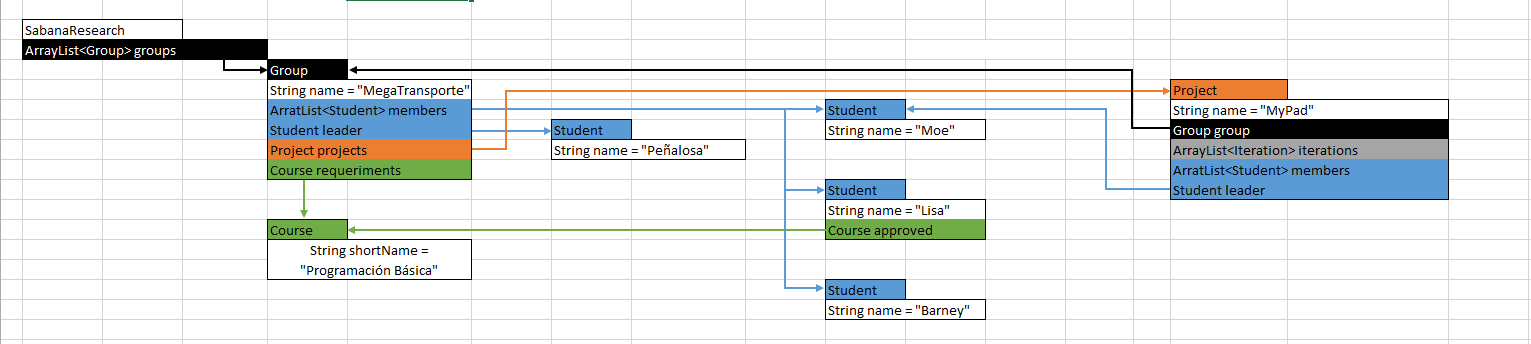 SabanaResearch
ArrayList<Group> groups
Group
String name = "MegaTransporte"
ArratList<Student> members
Student leader
Project projects
Course requeriments
Course
String shortName =
"Programación Básica"
Student
String name = "Peñalosa"
Student
String name = "Moe"
Student
String name = "Lisa"
Course approved
Student
String name = "Barney"
Project
String name = "MyPad"
Group group
ArrayList<Iteration> iterations
ArratList<Student> members
Student leader